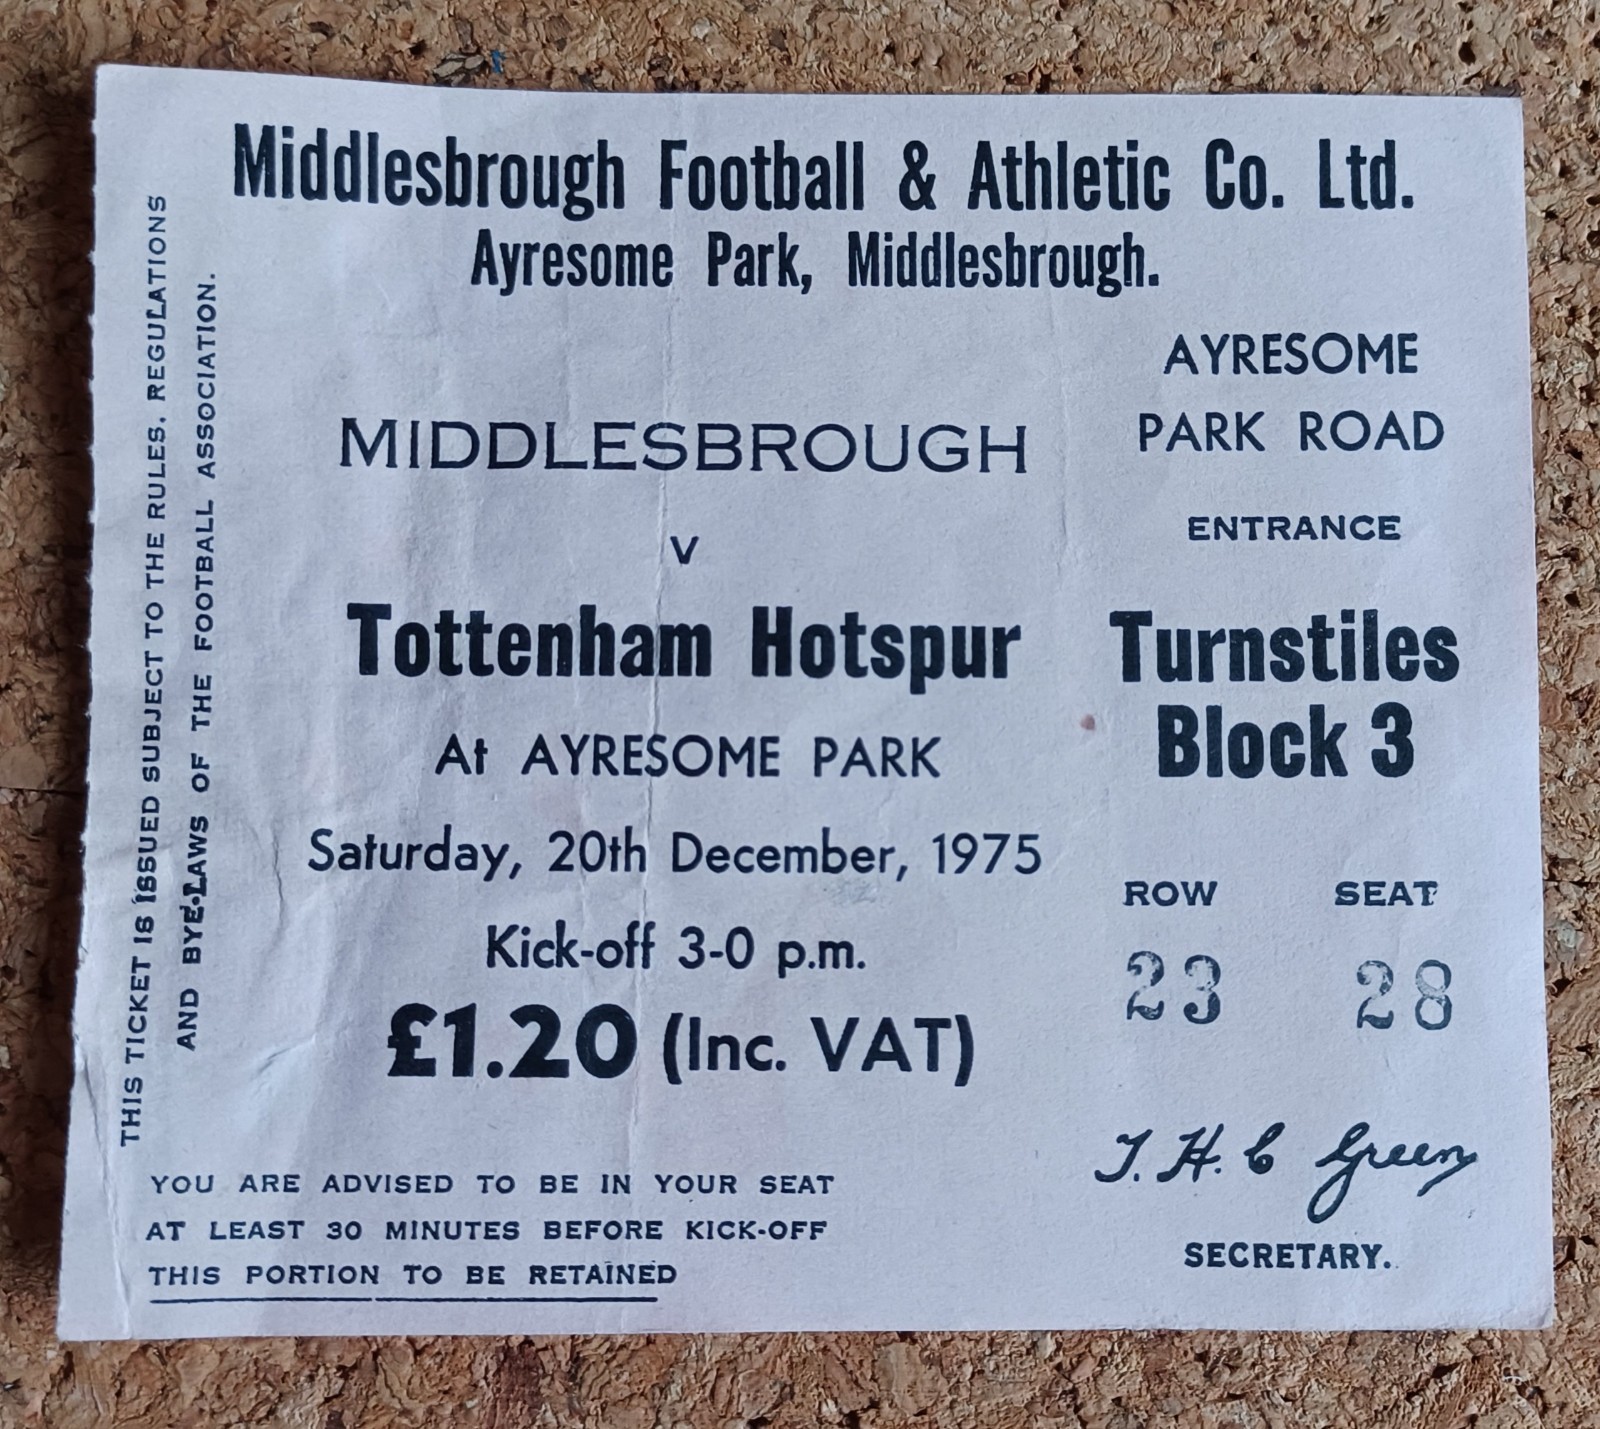 Middlesbrough Football & Athletic Co. Ltd.
Ayresome Park, Middlesbrough.
THIS TICKET IS ISSUED SUBJECT TO THE RULES. REGULATIONS
AND BYE-LAWS OF THE FOOTBALL ASSOCIATION.
MIDDLESBROUGH
v
Tottenham Hotspur
At AYRESOME PARK
Saturday, 20th December, 1975
Kick-off 3-0 p.m.
£1.20 (Inc. VAT)
YOU ARE ADVISED TO BE IN YOUR SEAT
AT LEAST 30 MINUTES BEFORE KICK-OFF
THIS PORTION TO BE RETAINED
AYRESOME
PARK ROAD
ENTRANCE
Turnstiles
Block 3
ROW SEAT
23 28
T. H. C Green
SECRETARY.